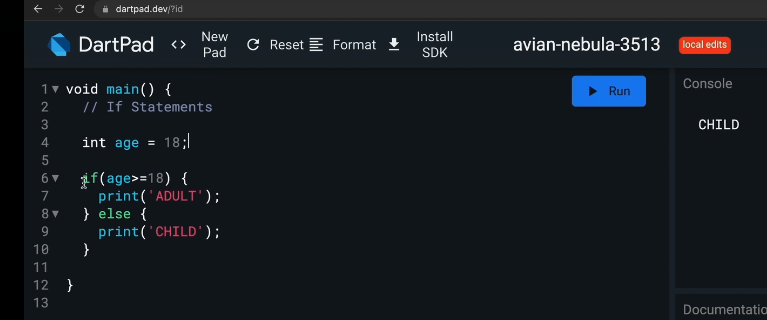 dartpad.dev/?id
DartPad
<>
New Pad
Reset
Format
Install SDK
avian-nebula-3513
local edits
1 void main() {
2   // If Statements
3
4   int age = 18;
5
6   if(age>=18) {
7     print('ADULT');
8   } else {
9     print('CHILD');
10   }
11
12 }
13
Run
Console
CHILD
Documentatio